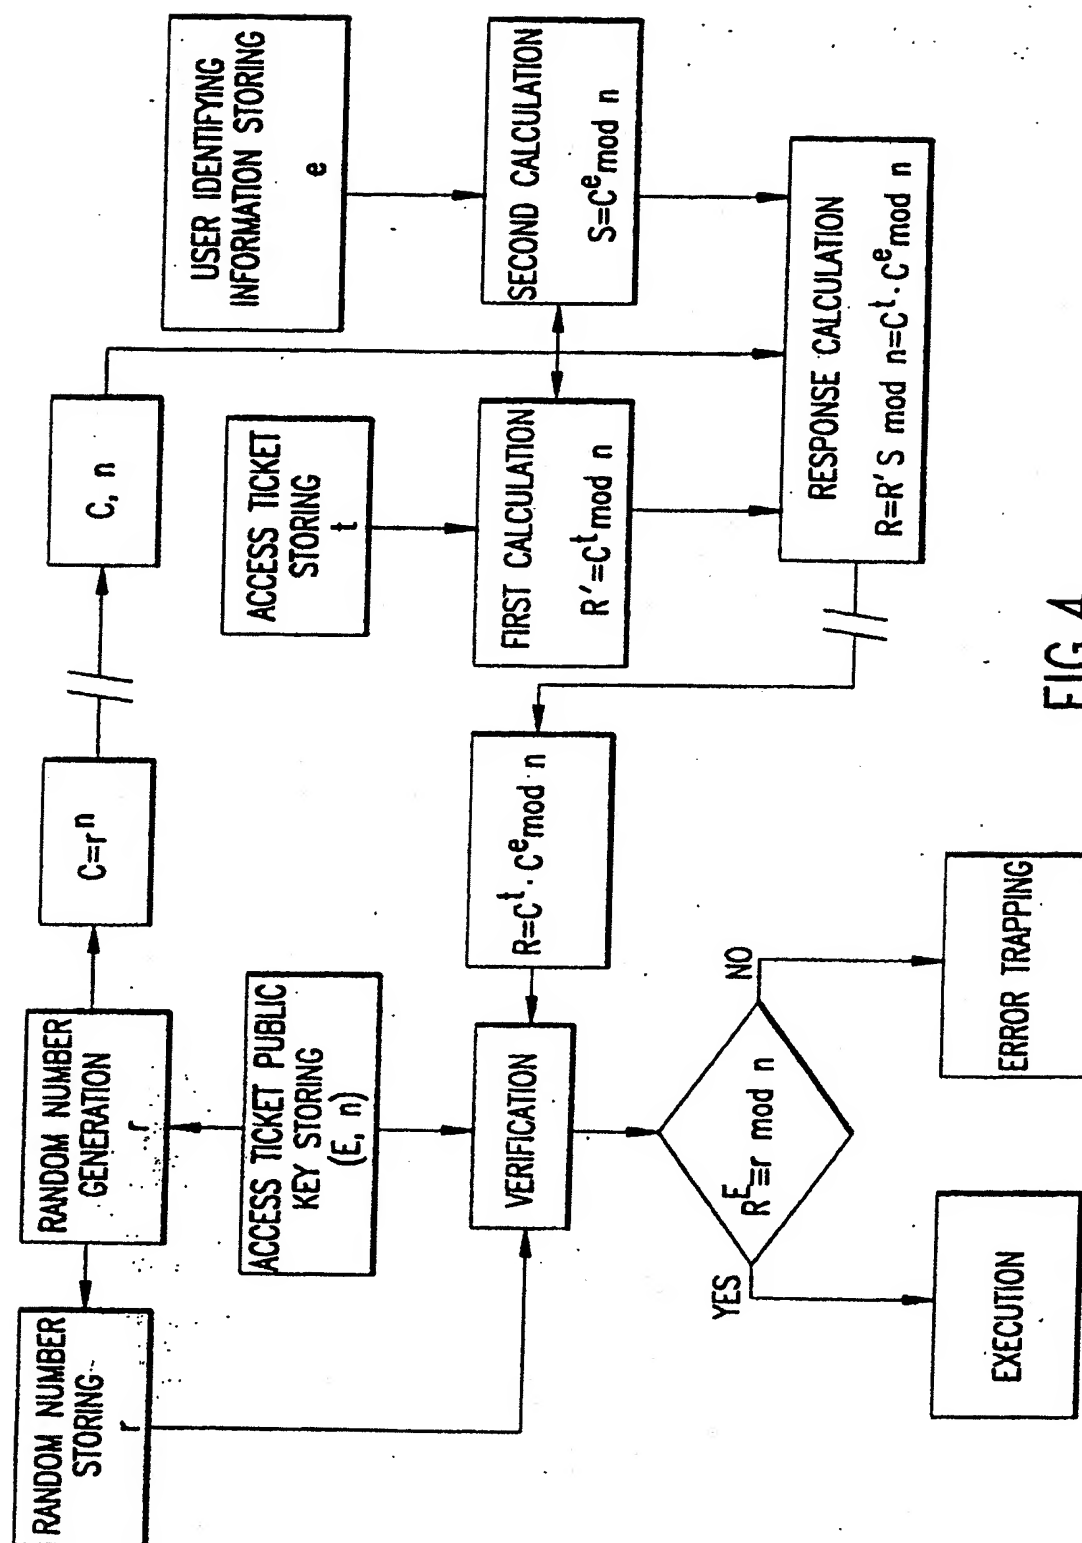 RANDOM NUMBER
STORING
r
RANDOM NUMBER
GENERATION
r
C=r^n
C, n
USER IDENTIFYING
INFORMATION STORING
e
ACCESS TICKET PUBLIC
KEY STORING
(E, n)
ACCESS TICKET
STORING
t
VERIFICATION
R=C^t·C^e mod n
FIRST CALCULATION
R'=C^t mod n
SECOND CALCULATION
S=C^e mod n
R^E≡r mod n
YES
NO
RESPONSE CALCULATION
R=R'S mod n=C^t·C^e mod n
EXECUTION
ERROR TRAPPING
FIG.4